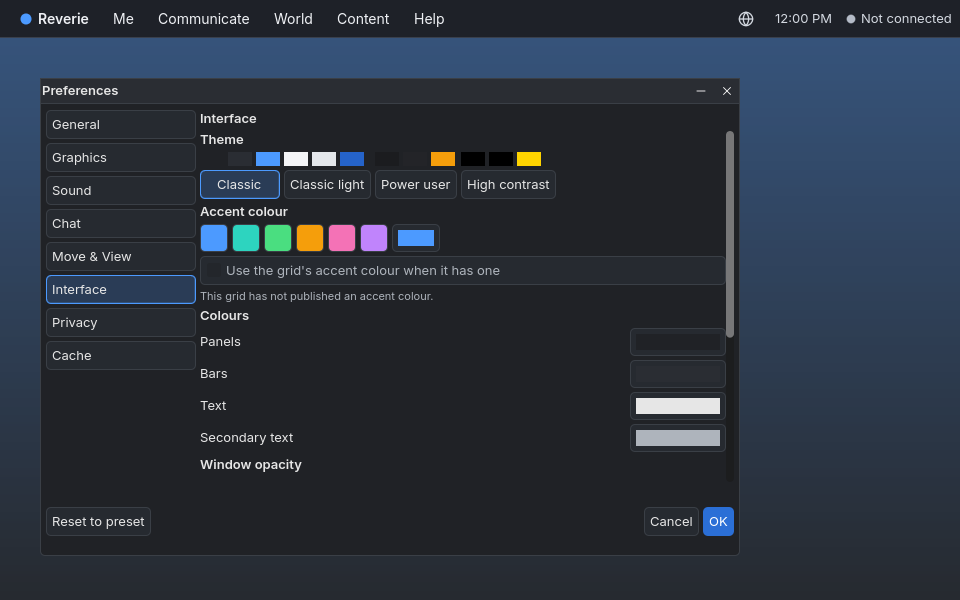 Reverie Me Communicate World Content Help 12:00 PM Not connected
Preferences
General
Graphics
Sound
Chat
Move & View
Interface
Privacy
Cache
Interface
Theme
Classic Classic light Power user High contrast
Accent colour
Use the grid's accent colour when it has one
This grid has not published an accent colour.
Colours
Panels
Bars
Text
Secondary text
Window opacity
Reset to preset Cancel OK